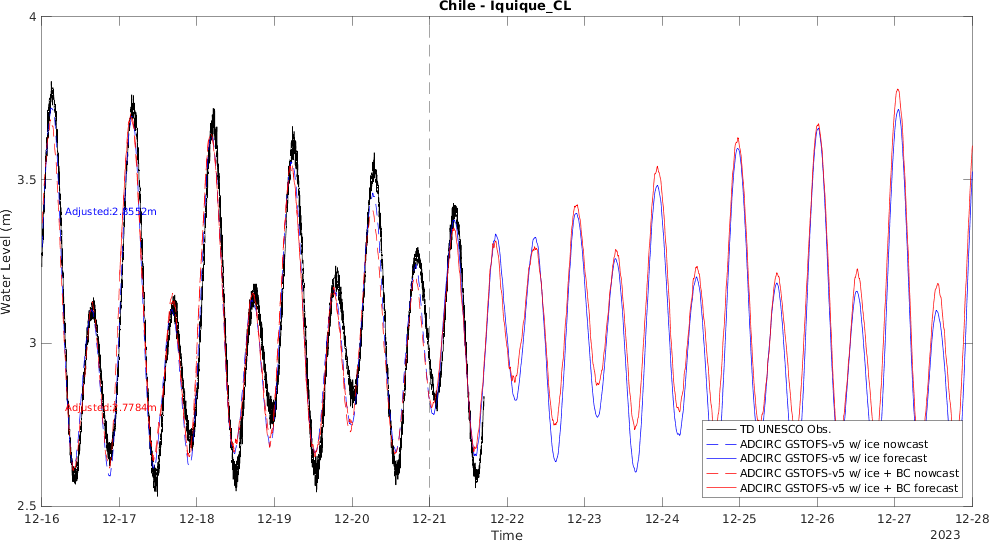 Chile - Iquique_CL
4
3.5
3
2.5
Water Level (m)
Adjusted:2.8552m
Adjusted:2.7784m
TD UNESCO Obs.
ADCIRC GSTOFS-v5 w/ ice nowcast
ADCIRC GSTOFS-v5 w/ ice forecast
ADCIRC GSTOFS-v5 w/ ice + BC nowcast
ADCIRC GSTOFS-v5 w/ ice + BC forecast
12-16 12-17 12-18 12-19 12-20 12-21 12-22 12-23 12-24 12-25 12-26 12-27 12-28
Time
2023